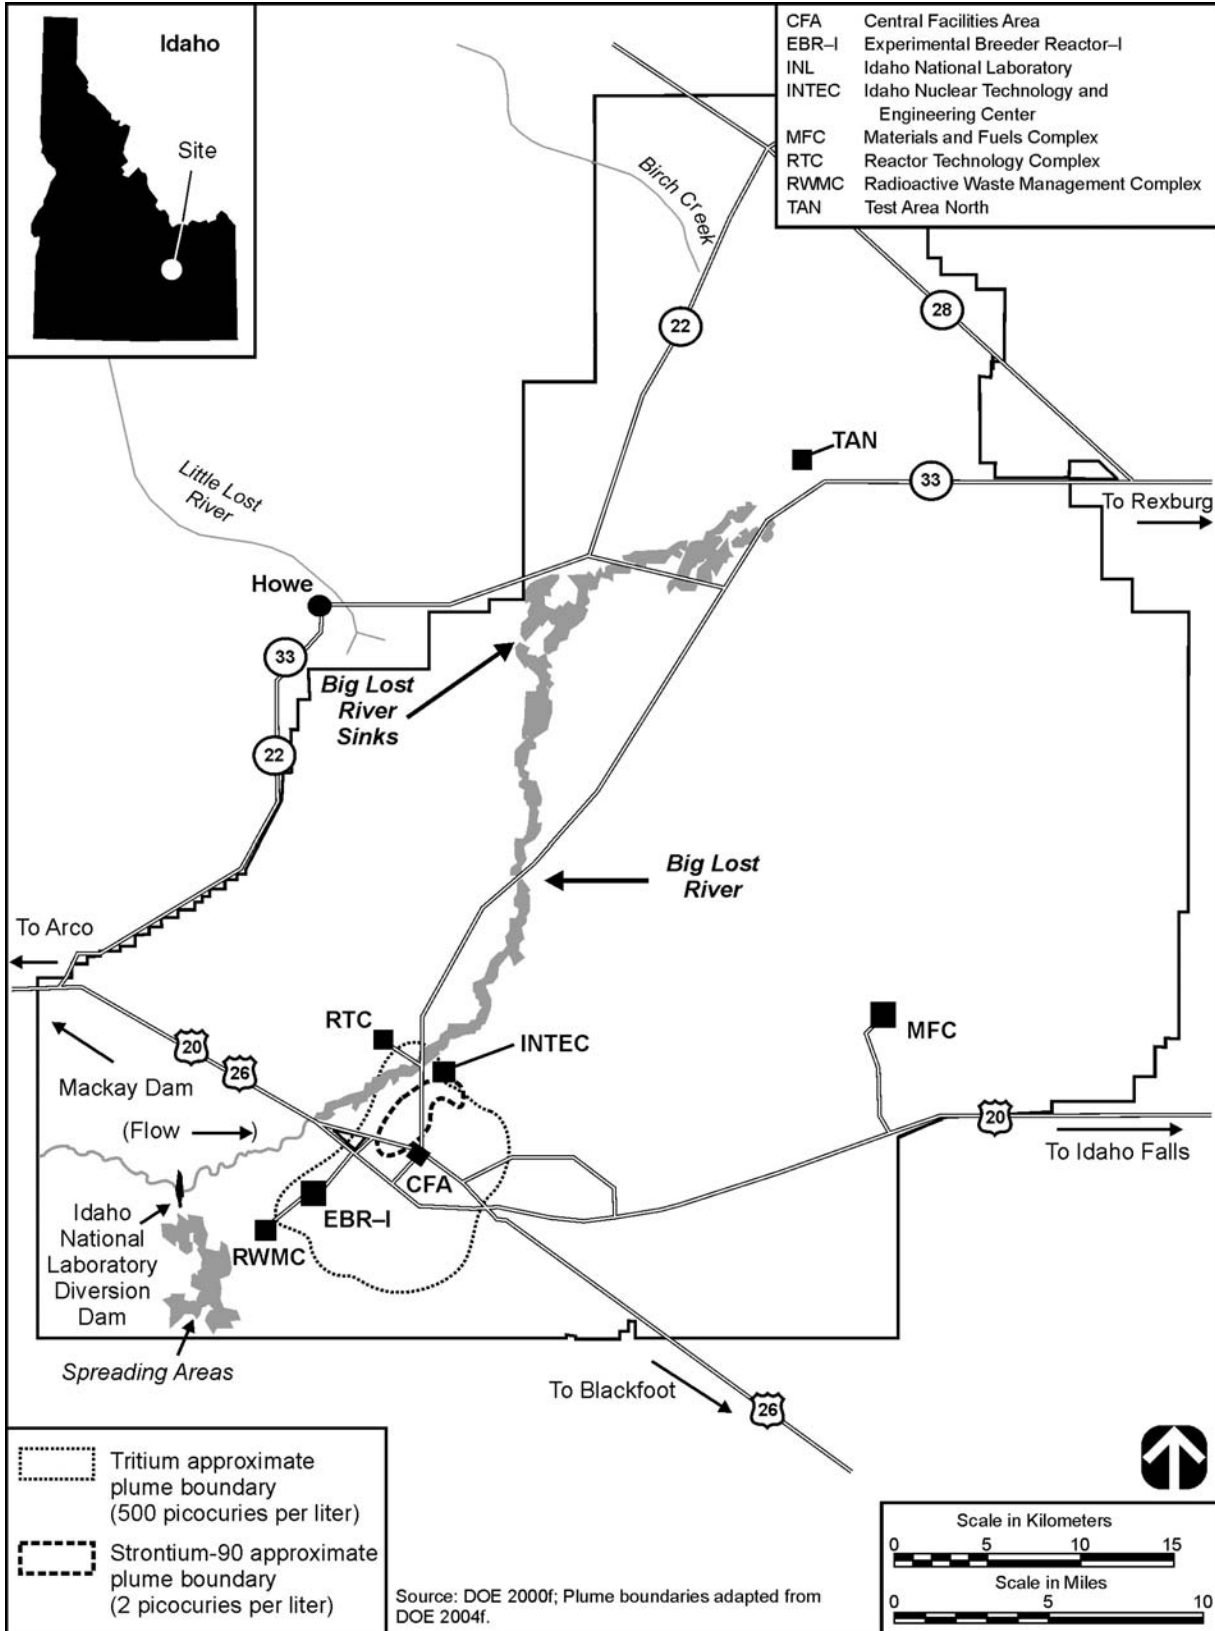 Idaho
Site
CFA Central Facilities Area
EBR–I Experimental Breeder Reactor–I
INL Idaho National Laboratory
INTEC Idaho Nuclear Technology and
Engineering Center
MFC Materials and Fuels Complex
RTC Reactor Technology Complex
RWMC Radioactive Waste Management Complex
TAN Test Area North
Birch Creek
22
28
TAN
33
To Rexburg
Little Lost
River
Howe
33
Big Lost
River
Sinks
22
Big Lost
River
To Arco
RTC
INTEC
MFC
20
26
Mackay Dam
(Flow )
20
To Idaho Falls
CFA
EBR–I
RWMC
Idaho
National
Laboratory
Diversion
Dam
Spreading Areas
To Blackfoot
26
Tritium approximate
plume boundary
(500 picocuries per liter)
Strontium-90 approximate
plume boundary
(2 picocuries per liter)
Source: DOE 2000f; Plume boundaries adapted from
DOE 2004f.
Scale in Kilometers
0 5 10 15
Scale in Miles
0 5 10